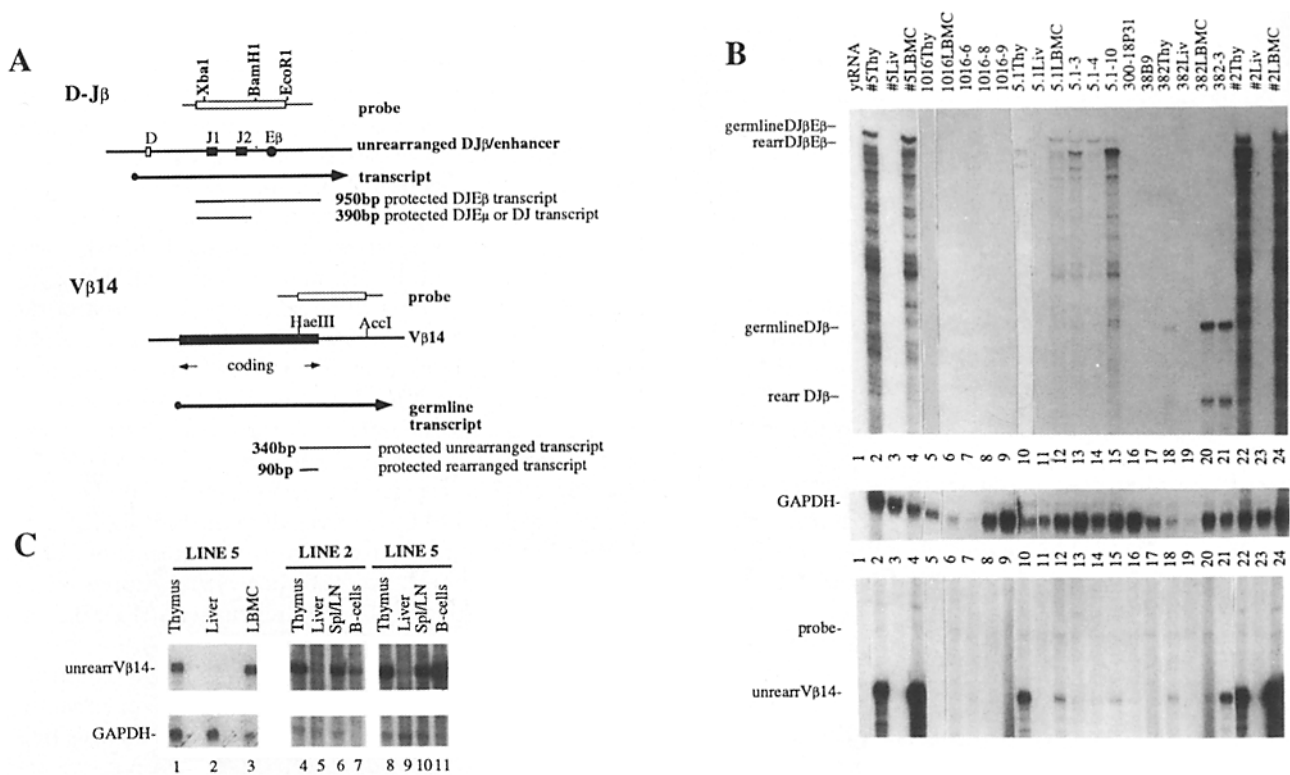 A
D-Jβ
Xba1
BamH1
EcoR1
probe
D
J1
J2
Eβ
unrearranged DJβ/enhancer
transcript
950bp protected DJEβ transcript
390bp protected DJEμ or DJ transcript
Vβ14
probe
HaeIII
AccI
Vβ14
coding
germline
transcript
340bp protected unrearranged transcript
90bp protected rearranged transcript
B
ytRNA
#5Thy
#5Liv
#5LBMC
1016Thy
1016LBMC
1016-6
1016-8
1016-9
5.1Thy
5.1Liv
5.1LBMC
5.1-3
5.1-4
5.1-10
300-18P31
38B9
382Thy
382Liv
382LBMC
382-3
#2Thy
#2Liv
#2LBMC
germlineDJβEβ-
rearrDJβEβ-
germlineDJβ-
rearr DJβ-
1 2 3 4 5 6 7 8 9 10 11 12 13 14 15 16 17 18 19 20 21 22 23 24
GAPDH-
1 2 3 4 5 6 7 8 9 10 11 12 13 14 15 16 17 18 19 20 21 22 23 24
probe-
unrearrVβ14-
C
LINE 5
LINE 2
LINE 5
Thymus
Liver
LBMC
Thymus
Liver
Spl/LN
B-cells
Thymus
Liver
Spl/LN
B-cells
unrearrVβ14-
GAPDH-
1 2 3 4 5 6 7 8 9 10 11